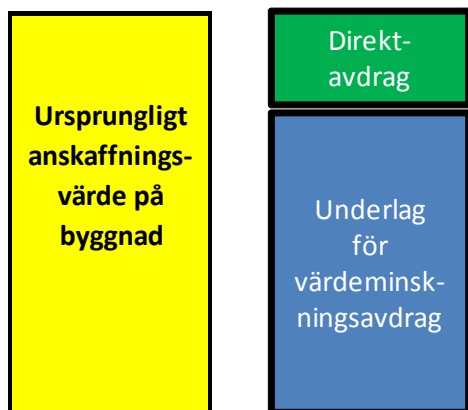 Ursprungligt
anskaffnings-
värde på
byggnad
Direkt-
avdrag
Underlag
för
värdeminsk-
ningsavdrag